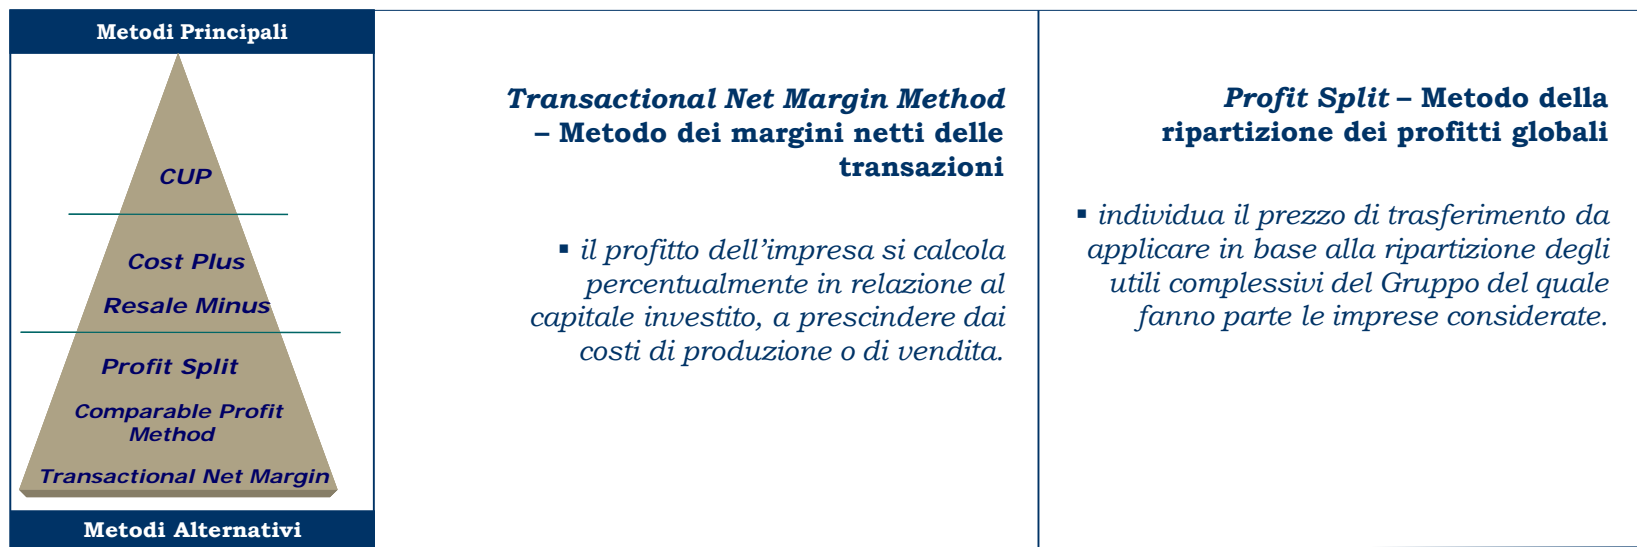 Metodi Principali
CUP
Cost Plus
Resale Minus
Profit Split
Comparable Profit
Method
Transactional Net Margin
Metodi Alternativi
Transactional Net Margin Method
– Metodo dei margini netti delle
transazioni
▪ il profitto dell’impresa si calcola
percentualmente in relazione al
capitale investito, a prescindere dai
costi di produzione o di vendita.
Profit Split – Metodo della
ripartizione dei profitti globali
▪ individua il prezzo di trasferimento da
applicare in base alla ripartizione degli
utili complessivi del Gruppo del quale
fanno parte le imprese considerate.